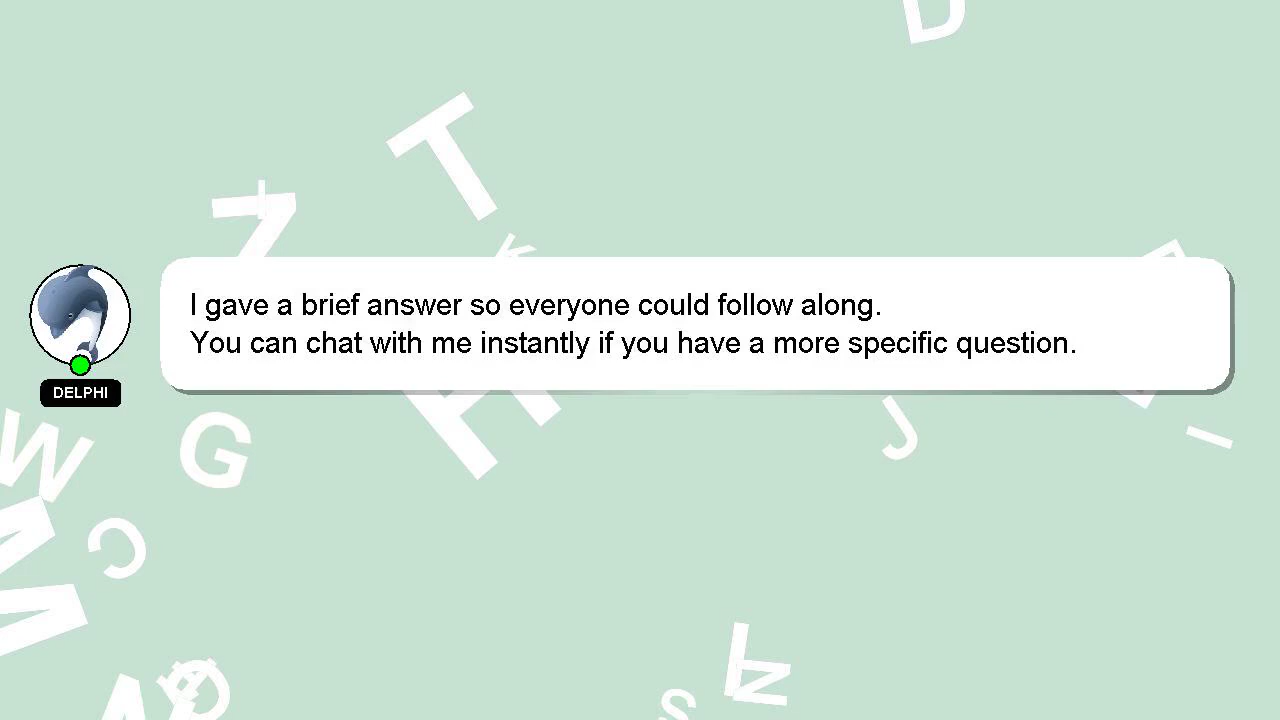 I gave a brief answer so everyone could follow along.
You can chat with me instantly if you have a more specific question.
DELPHI